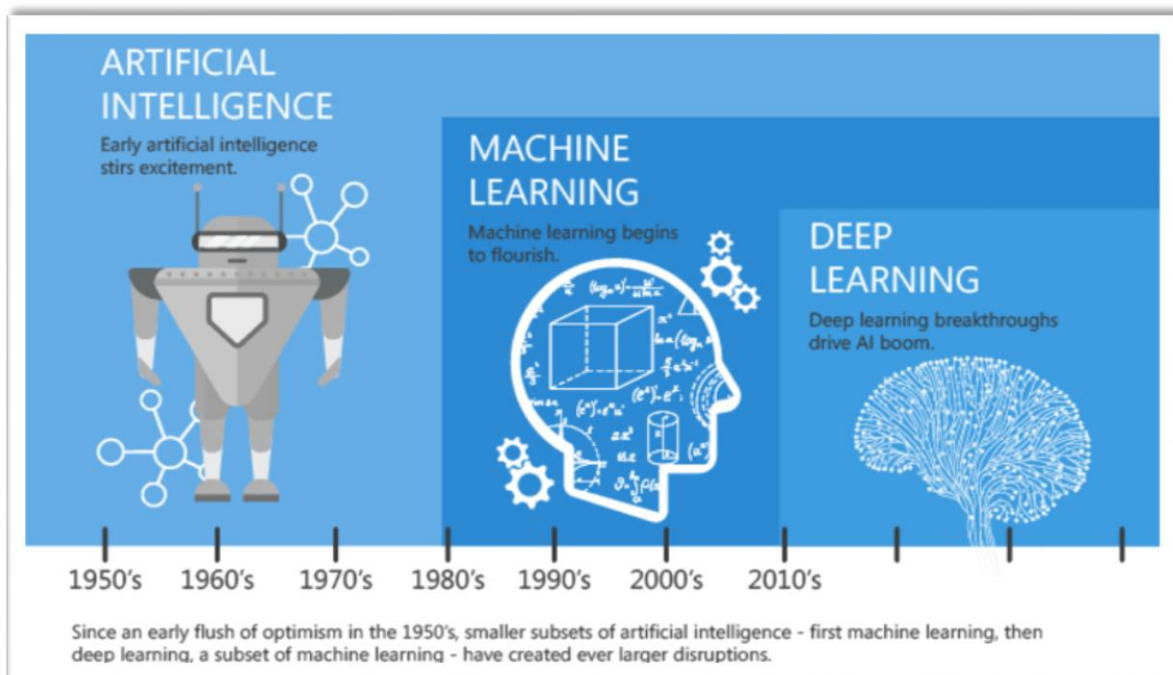 ARTIFICIAL
INTELLIGENCE
Early artificial intelligence
stirs excitement.
MACHINE
LEARNING
Machine learning begins
to flourish.
DEEP
LEARNING
Deep learning breakthroughs
drive AI boom.
1950's 1960's 1970's 1980's 1990's 2000's 2010's
Since an early flush of optimism in the 1950's, smaller subsets of artificial intelligence - first machine learning, then
deep learning, a subset of machine learning - have created ever larger disruptions.